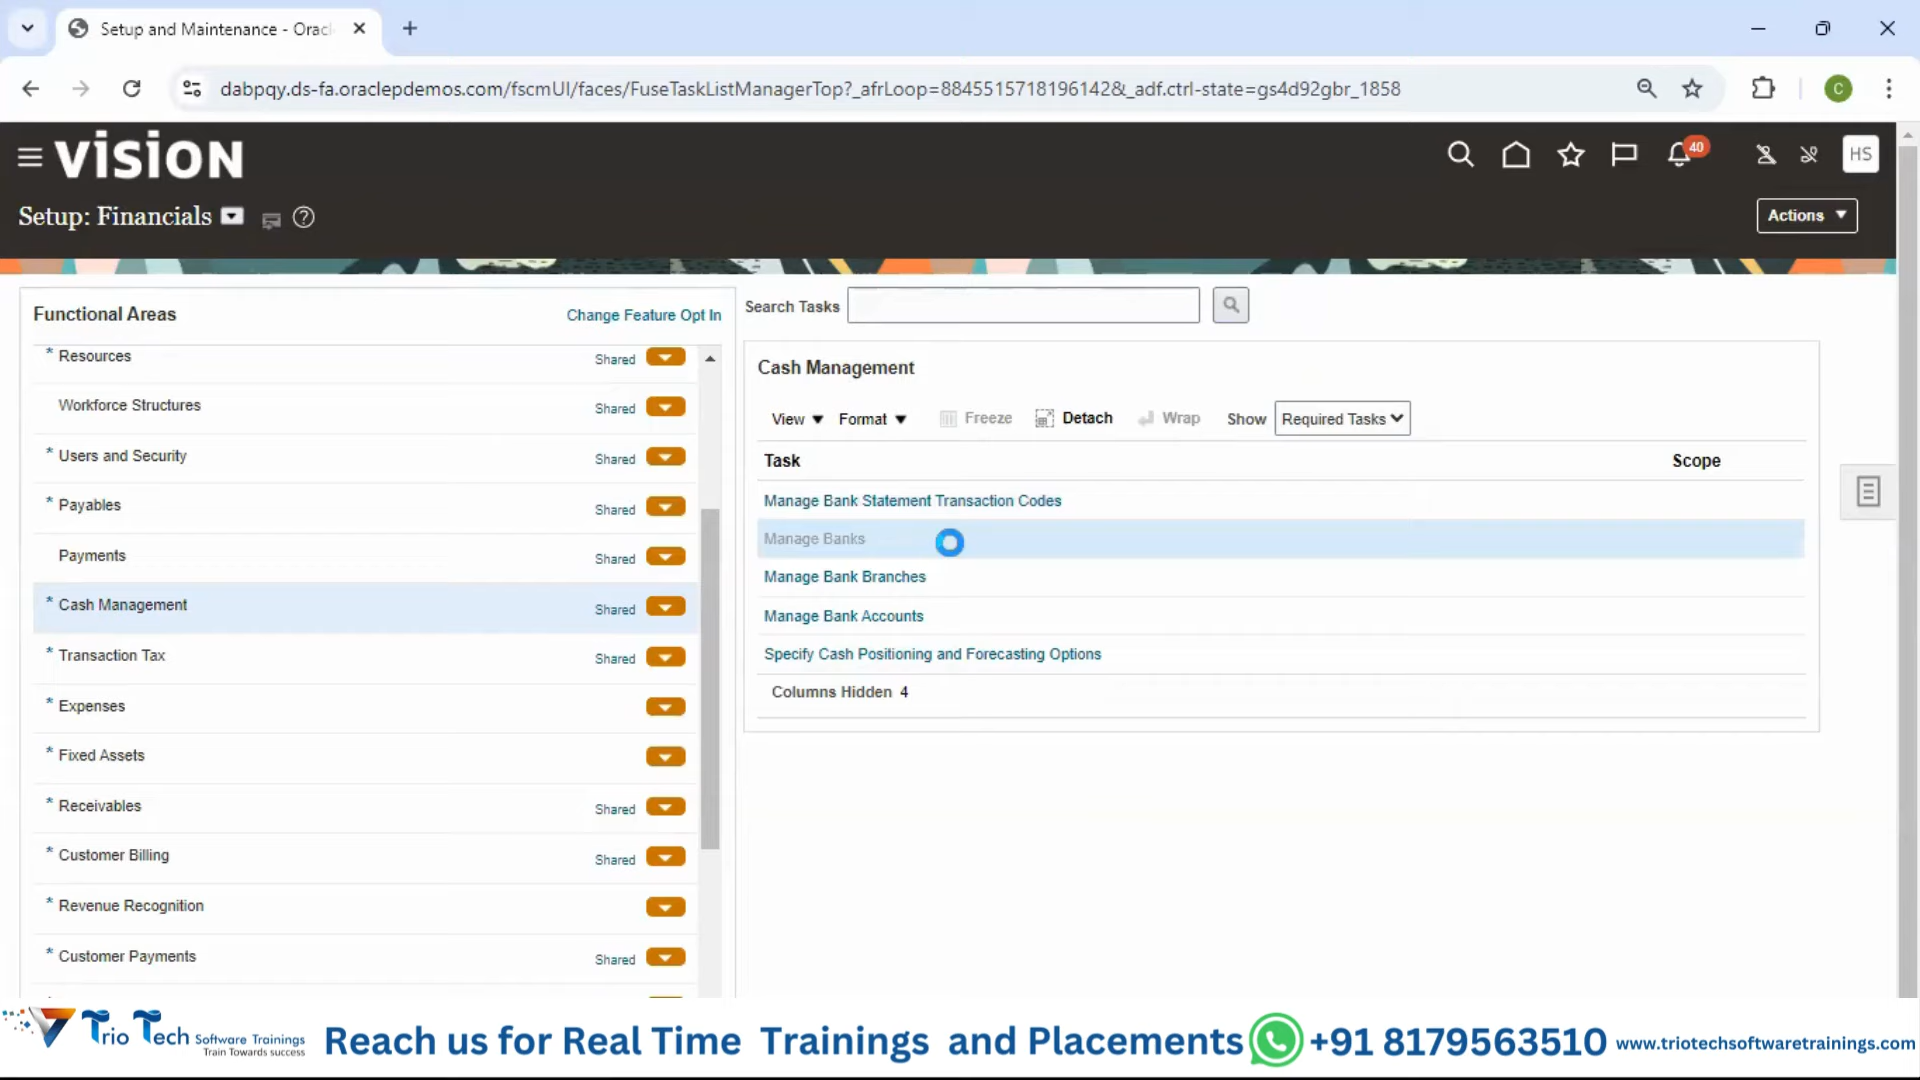 Setup and Maintenance - Orac
dabpqy.ds-fa.oraclepdemos.com/fscmUI/faces/FuseTaskListManagerTop?_afrLoop=88455157181961428&_adf.ctrl-state=gs4d92gbr_1858
C
VISION
40
HS
Setup: Financials
Actions
Functional Areas
Change Feature Opt In
* Resources Shared
Workforce Structures Shared
* Users and Security Shared
* Payables Shared
Payments Shared
* Cash Management Shared
* Transaction Tax Shared
* Expenses
* Fixed Assets
* Receivables Shared
* Customer Billing Shared
* Revenue Recognition
* Customer Payments Shared
Search Tasks
Cash Management
View Format Freeze Detach Wrap Show Required Tasks
Task Scope
Manage Bank Statement Transaction Codes
Manage Banks
Manage Bank Branches
Manage Bank Accounts
Specify Cash Positioning and Forecasting Options
Columns Hidden 4
Trio Tech Software Trainings
Train Towards success
Reach us for Real Time Trainings and Placements +91 8179563510 www.triotechsoftwaretrainings.com